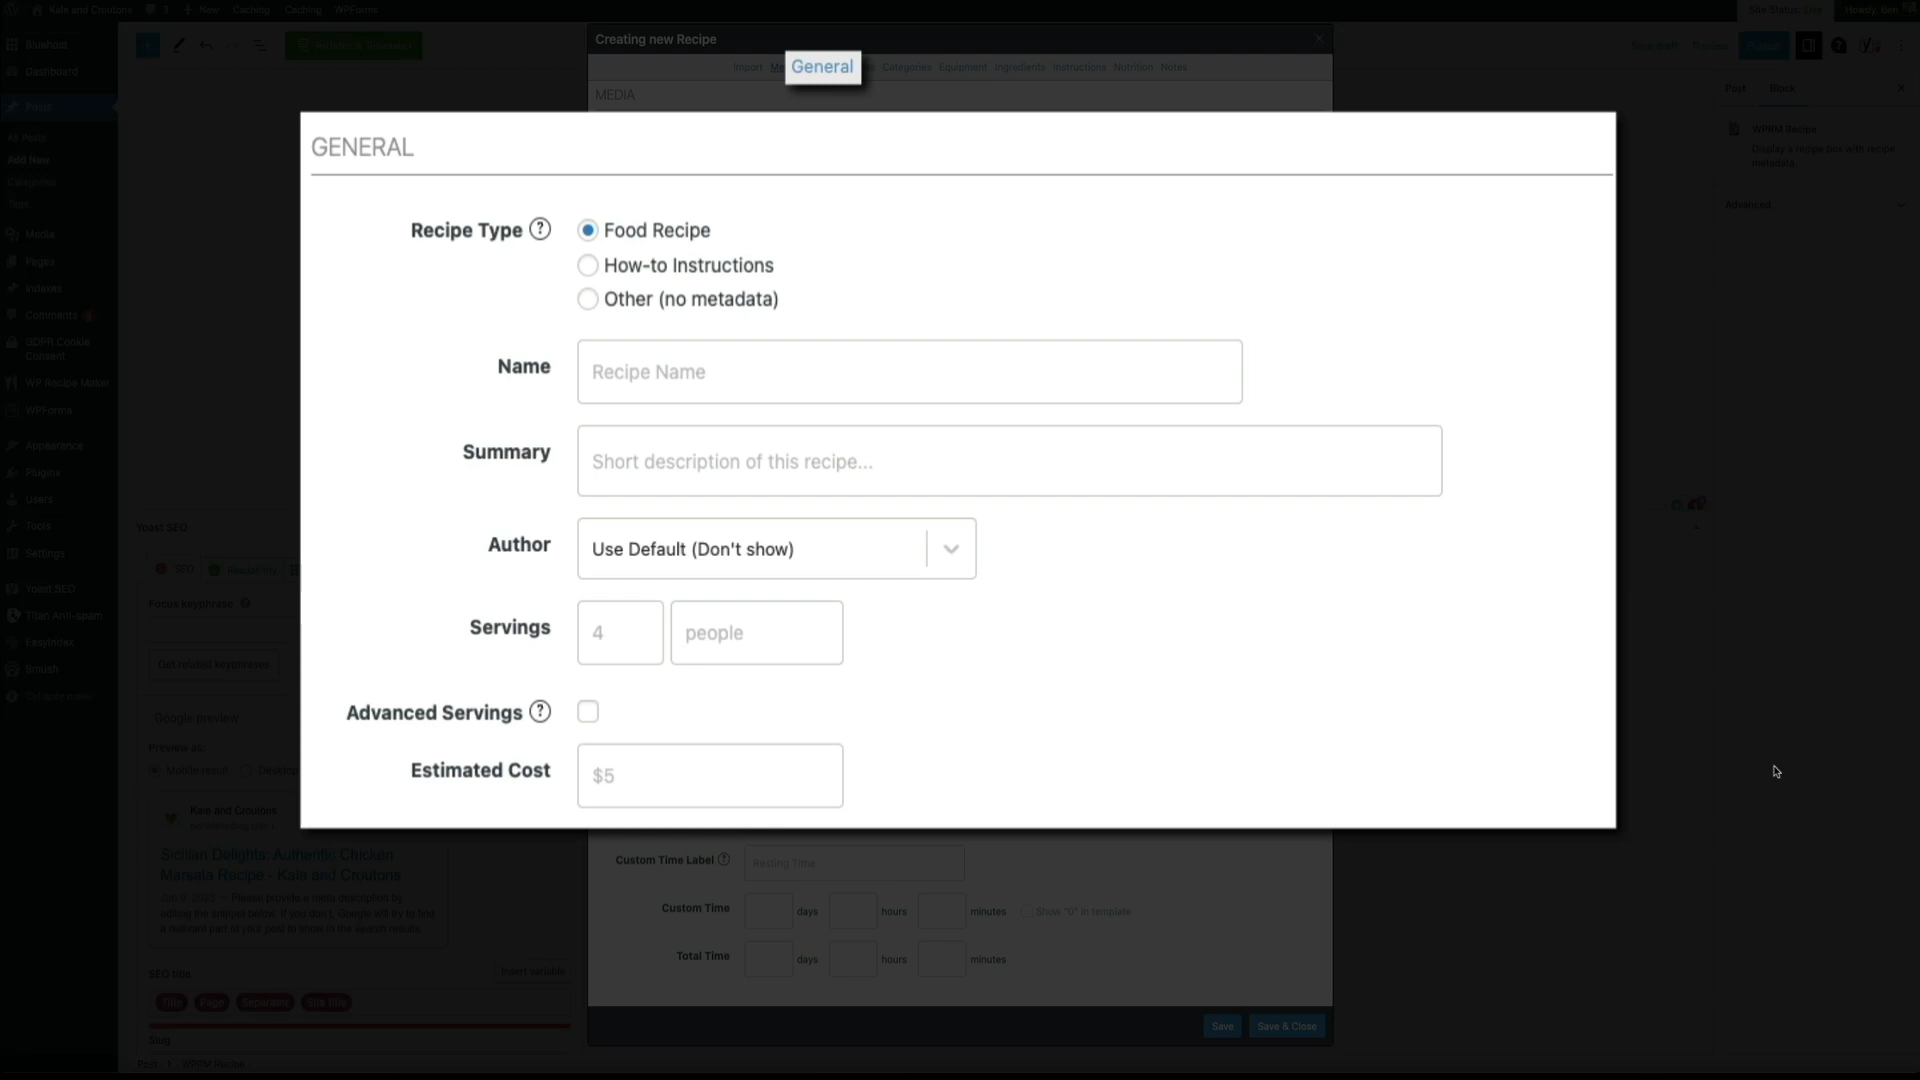 Kale and Croutons 3 New Caching Caching WPForms Site Status: Live Howdy, Ben
Bluehost
Dashboard
Posts
All Posts
Add New
Categories
Tags
Media
Pages
Indexes
Comments
GDPR Cookie
Consent
WP Recipe Maker
WPForms
Appearance
Plugins
Users
Tools
Settings
Yoast SEO
Titan Anti-spam
EasyIndex
Smush
Creating new Recipe
Import General Categories Equipment Ingredients Instructions Nutrition Notes
MEDIA
GENERAL
Recipe Type ? Food Recipe
How-to Instructions
Other (no metadata)
Name Recipe Name
Summary Short description of this recipe...
Author Use Default (Don't show)
Servings 4 people
Advanced Servings ?
Estimated Cost $5
Custom Time Label ? Resting Time
Custom Time days hours minutes Show "0" in template
Total Time days hours minutes
Save Save & Close
Post Block
WPRM Recipe
Display a recipe box with recipe
metadata.
Advanced
Yoast SEO
SEO Readability
Focus keyphrase
Get related keyphrases
Google preview
Preview as:
Mobile result
Kale and Croutons
Sicilian Delights: Authentic Chicken
Marsala Recipe - Kale and Croutons
Please provide a meta description by
editing the snippet below. If you don't, Google will try to find
a relevant part of your post to show in the search results.
SEO title Insert variable
Title Page Separator Site title
Slug
Post WPRM Recipe